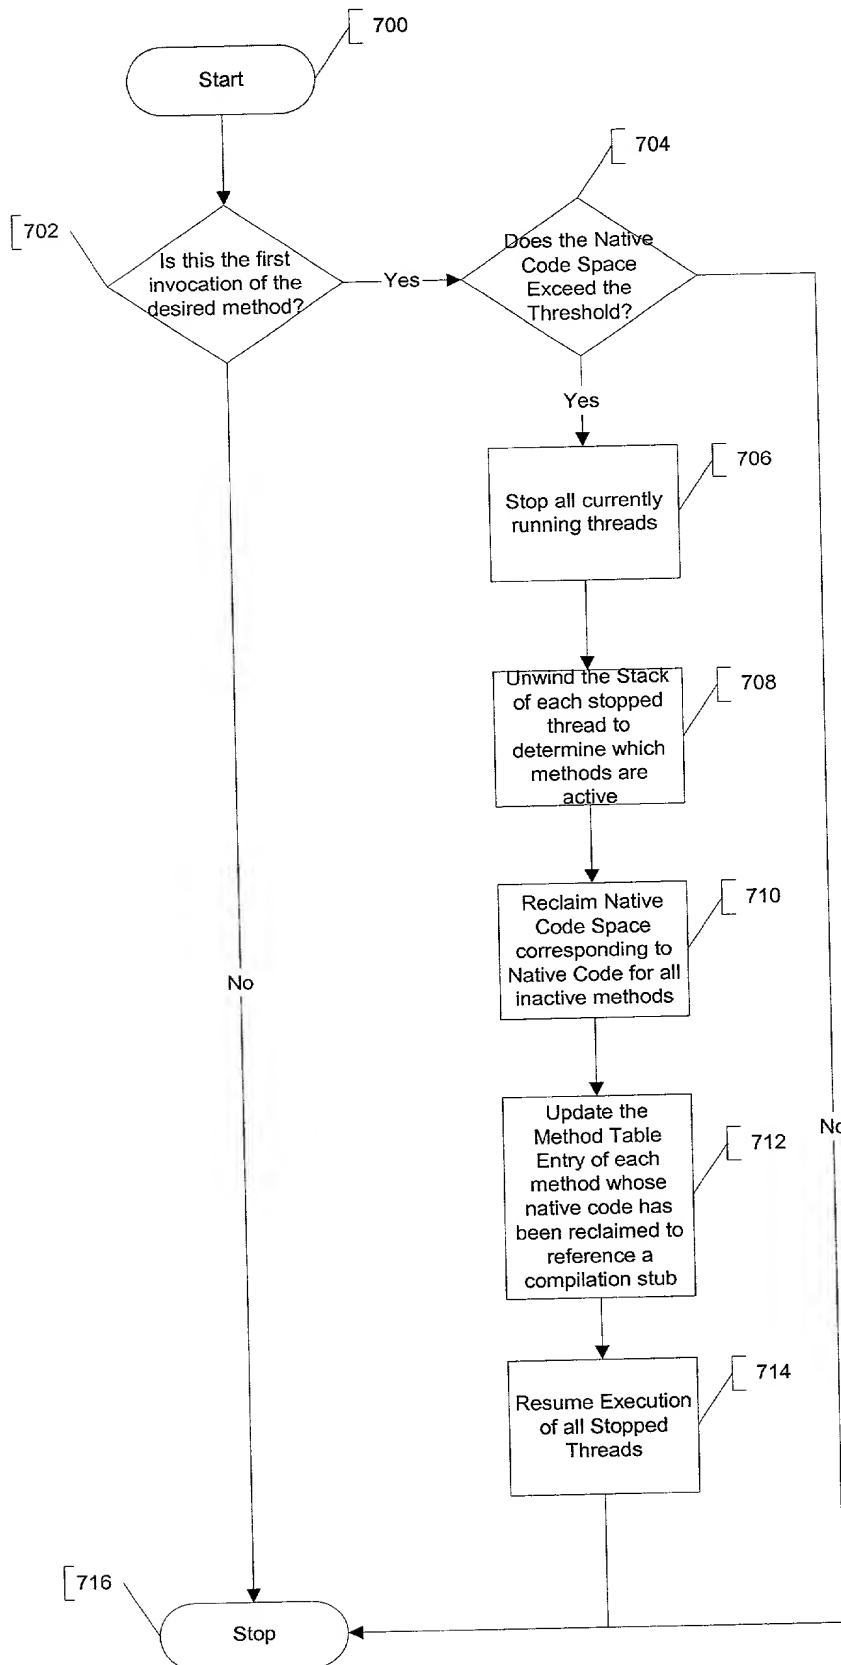 700
Start
704
702
Is this the first
invocation of the
desired method?
Yes
Does the Native
Code Space
Exceed the
Threshold?
Yes
706
Stop all currently
running threads
708
Unwind the Stack
of each stopped
thread to
determine which
methods are
active
710
Reclaim Native
Code Space
corresponding to
Native Code for all
inactive methods
No
712
Update the
Method Table
Entry of each
method whose
native code has
been reclaimed to
reference a
compilation stub
No
714
Resume Execution
of all Stopped
Threads
716
Stop